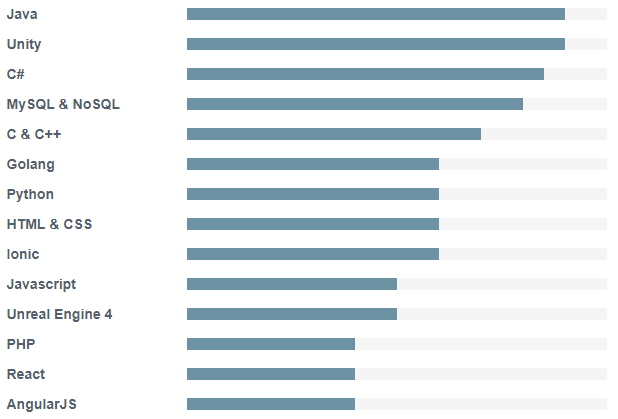 Java
Unity
C#
MySQL & NoSQL
C & C++
Golang
Python
HTML & CSS
Ionic
Javascript
Unreal Engine 4
PHP
React
AngularJS